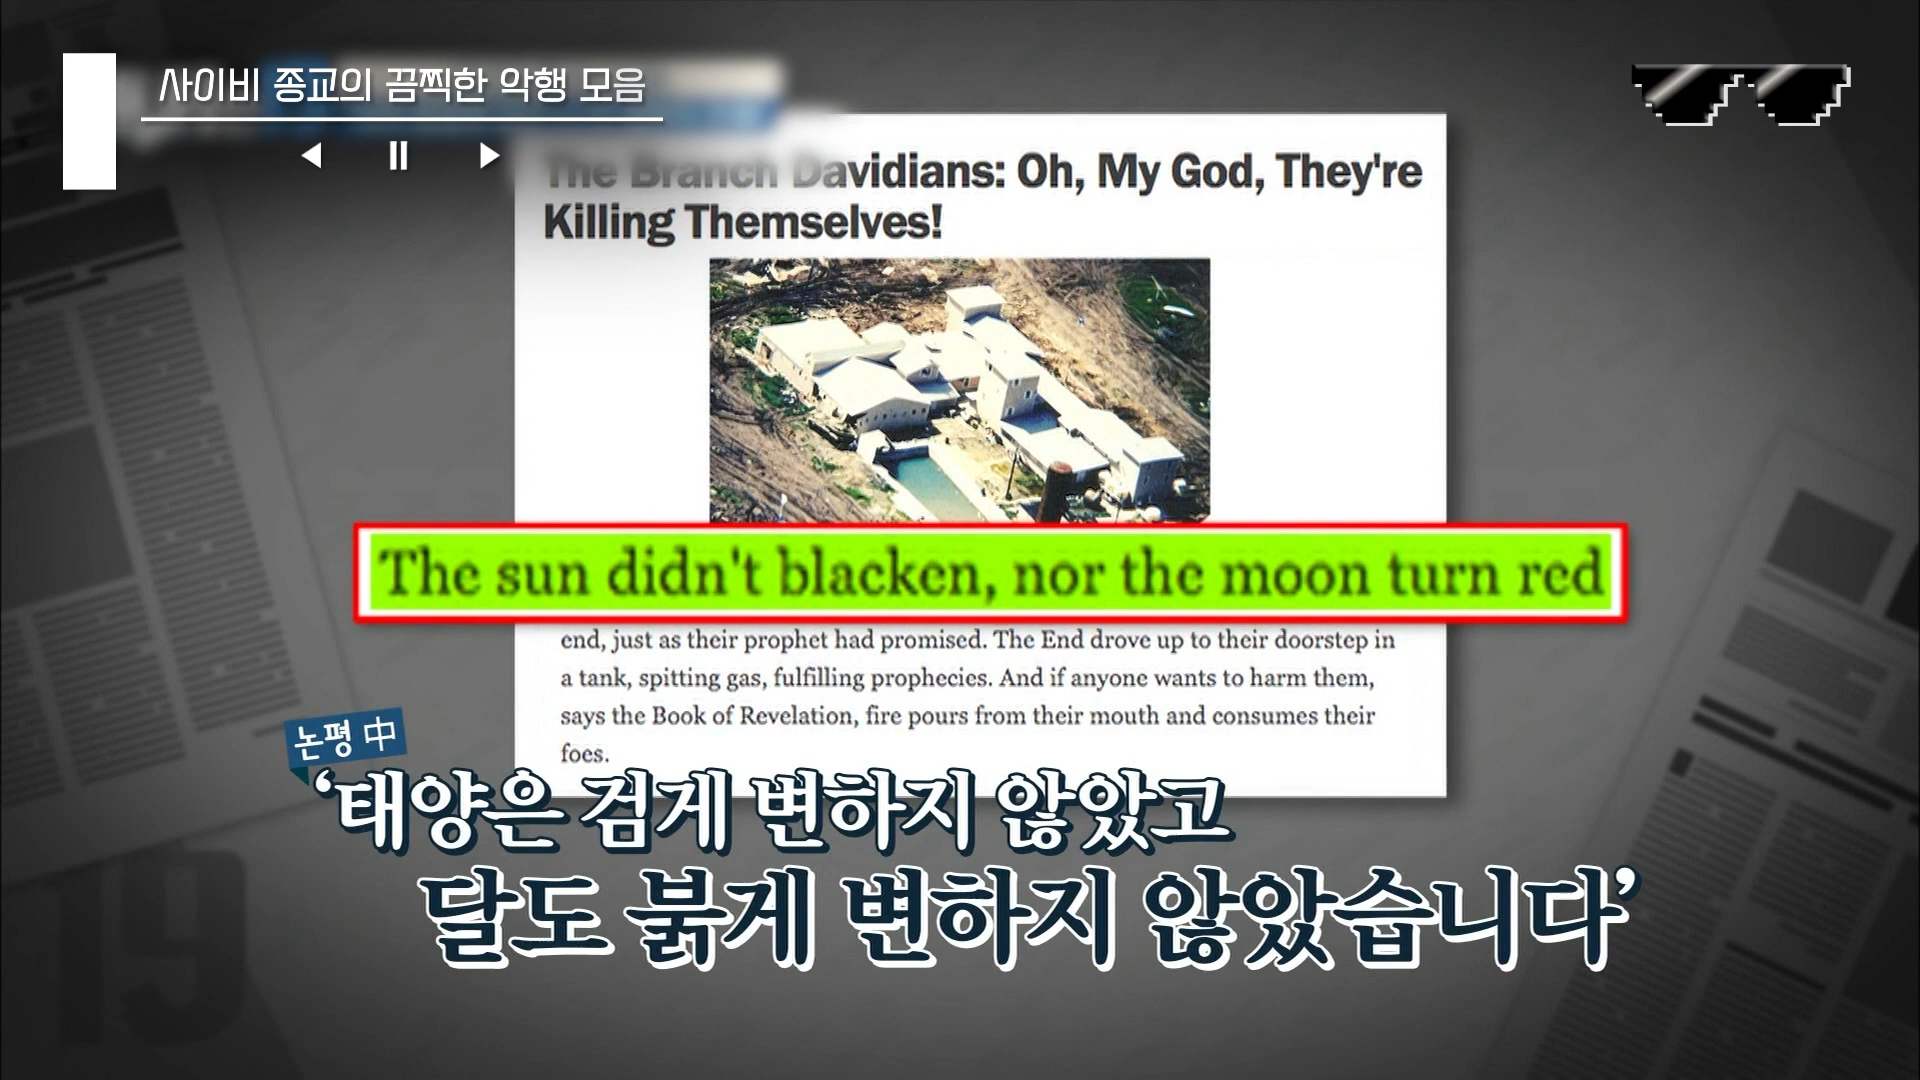 사이비 종교의 끔찍한 악행 모음
The Branch Davidians: Oh, My God, They're
Killing Themselves!
The sun didn't blacken, nor the moon turn red
end, just as their prophet had promised. The End drove up to their doorstep in
a tank, spitting gas, fulfilling prophecies. And if anyone wants to harm them,
says the Book of Revelation, fire pours from their mouth and consumes their
foes.
논평 中
‘태양은 검게 변하지 않았고
달도 붉게 변하지 않았습니다’
19